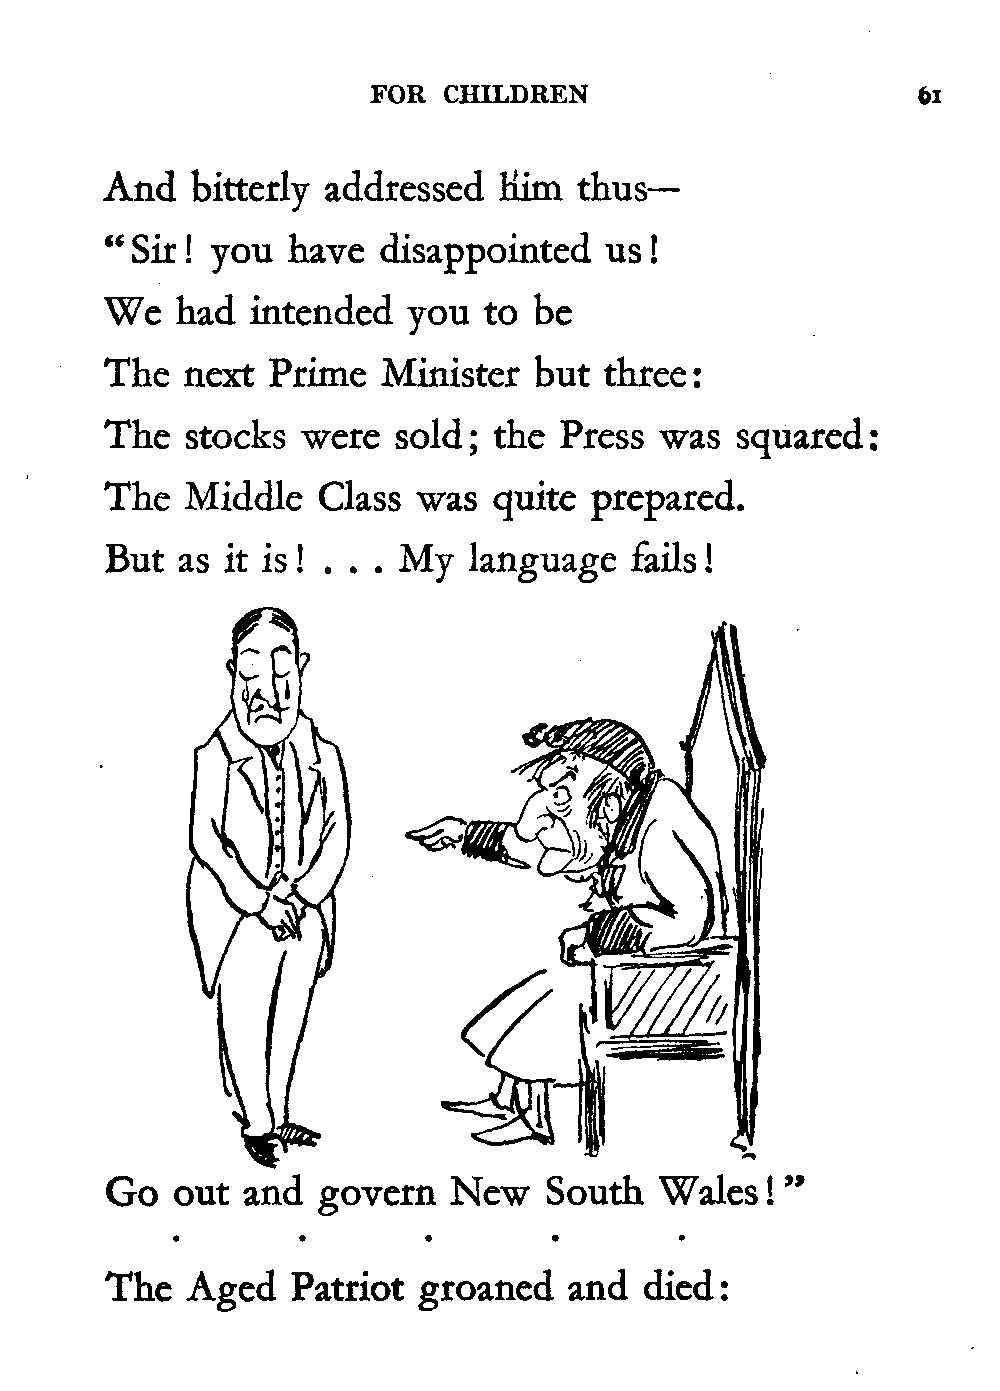 FOR CHILDREN 61
And bitterly addressed him thus—
“Sir! you have disappointed us!
We had intended you to be
The next Prime Minister but three:
The stocks were sold; the Press was squared:
The Middle Class was quite prepared.
But as it is! . . . My language fails!
Go out and govern New South Wales!”
. . . . .
The Aged Patriot groaned and died: